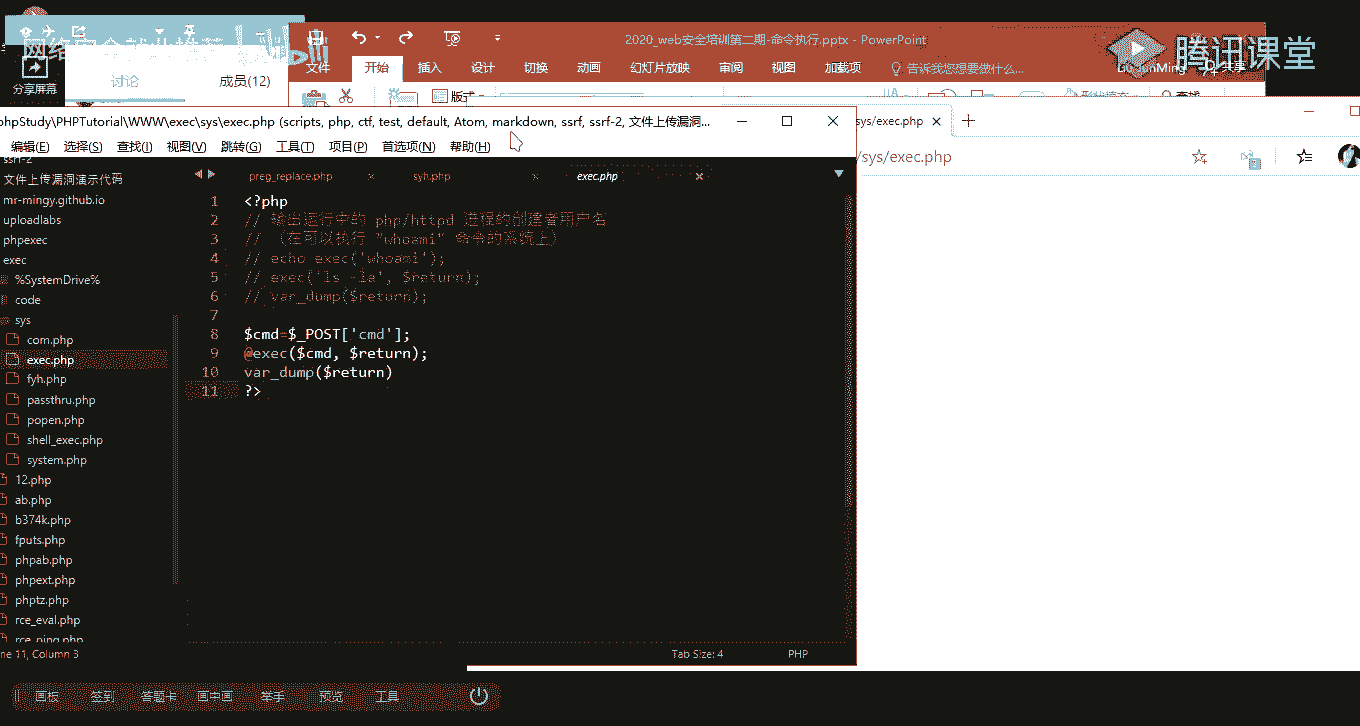 分享屏幕
讨论
成员(12)
2020_web安全培训第二期-命令执行.pptx - PowerPoint
文件
开始
插入
设计
切换
动画
幻灯片放映
审阅
视图
加载项
告诉我您想要做什么...
GuJunMing
共享
腾讯课堂
版式
形状填充
查找
phpStudy\PHPTutorial\WWW\exec\sys\exec.php (scripts, php, ctf, test, default, Atom, markdown, ssrf, ssrf-2, 文件上传漏洞...
sys/exec.php
编辑(E)
选择(S)
查找(I)
视图(V)
跳转(G)
工具(T)
项目(P)
首选项(N)
帮助(H)
/sys/exec.php
ssrf-2
文件上传漏洞演示代码
mr-mingy.github.io
uploadlabs
phpexec
exec
%SystemDrive%
code
sys
com.php
exec.php
fyh.php
passthru.php
popen.php
shell_exec.php
system.php
12.php
ab.php
b374k.php
fputs.php
phpab.php
phpext.php
phptz.php
rce_eval.php
rce_ping.php
preg_replace.php
syh.php
exec.php
1 <?php
2 // 输出运行中的 php/httpd 进程的创建者用户名
3 // （在可以执行 "whoami" 命令的系统上）
4 // echo exec('whoami');
5 // exec('ls -la', $return);
6 // var_dump($return);
7
8 $cmd=$_POST['cmd'];
9 @exec($cmd, $return);
10 var_dump($return)
11 ?>
ne 11, Column 3
Tab Size: 4
PHP
画板
签到
答题卡
画中画
举手
预览
工具